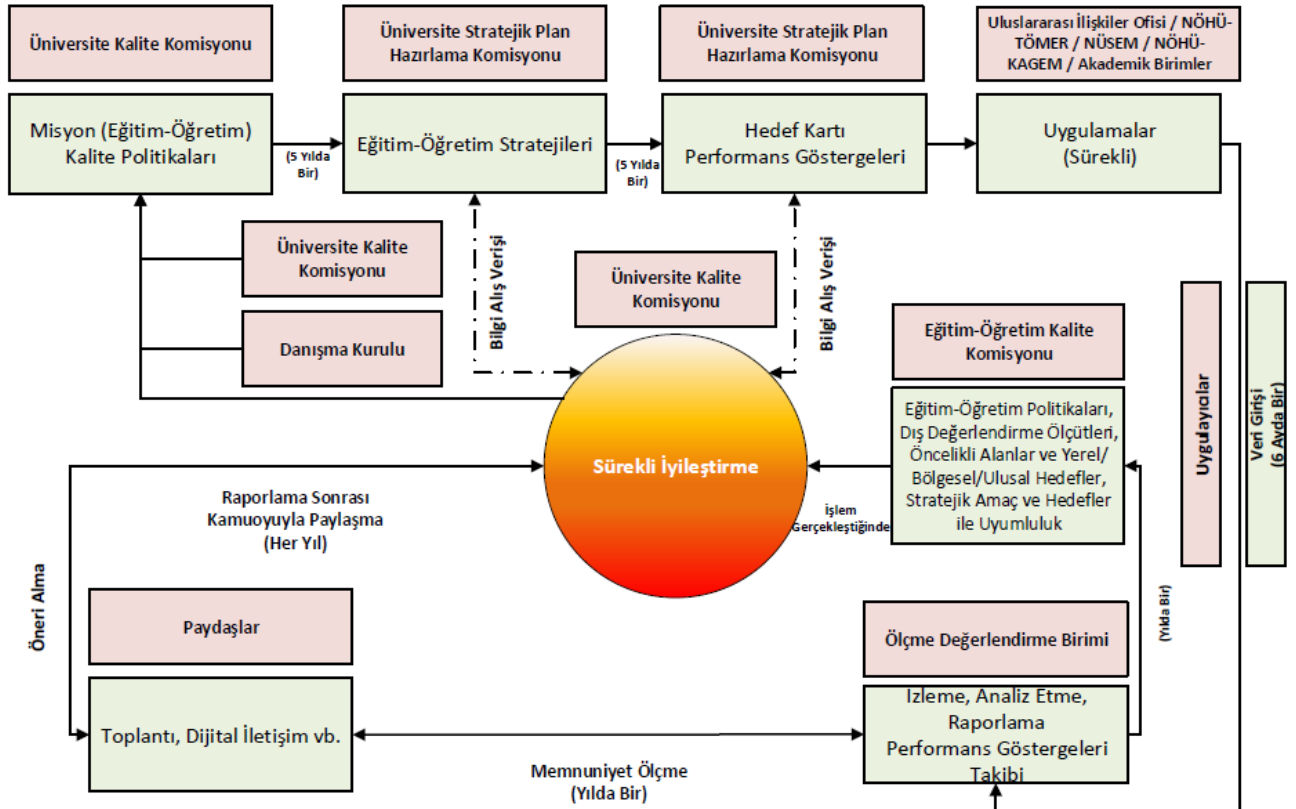 Üniversite Kalite Komisyonu
Üniversite Stratejik Plan
Hazırlama Komisyonu
Üniversite Stratejik Plan
Hazırlama Komisyonu
Uluslararası İlişkiler Ofisi / NÖHÜ-
TÖMER / NÜSEM / NÖHÜ-
KAGEM / Akademik Birimler
Misyon (Eğitim-Öğretim)
Kalite Politikaları
(5 Yılda
Bir)
Eğitim-Öğretim Stratejileri
(5 Yılda
Bir)
Hedef Kartı
Performans Göstergeleri
Uygulamalar
(Sürekli)
Üniversite Kalite
Komisyonu
Danışma Kurulu
Bilgi Alış Verişi
Üniversite Kalite
Komisyonu
Bilgi Alış Verişi
Eğitim-Öğretim Kalite
Komisyonu
Eğitim-Öğretim Politikaları,
Dış Değerlendirme Ölçütleri,
Öncelikli Alanlar ve Yerel/
Bölgesel/Ulusal Hedefler,
Stratejik Amaç ve Hedefler
ile Uyumluluk
Uygulayıcılar
Veri Girişi
(6 Ayda Bir)
Sürekli İyileştirme
İşlem
Gerçekleştiğinde
Raporlama Sonrası
Kamuoyuyla Paylaşma
(Her Yıl)
Öneri Alma
Paydaşlar
Toplantı, Dijital İletişim vb.
Memnuniyet Ölçme
(Yılda Bir)
Ölçme Değerlendirme Birimi
(Yılda Bir)
Izleme, Analiz Etme,
Raporlama
Performans Göstergeleri
Takibi